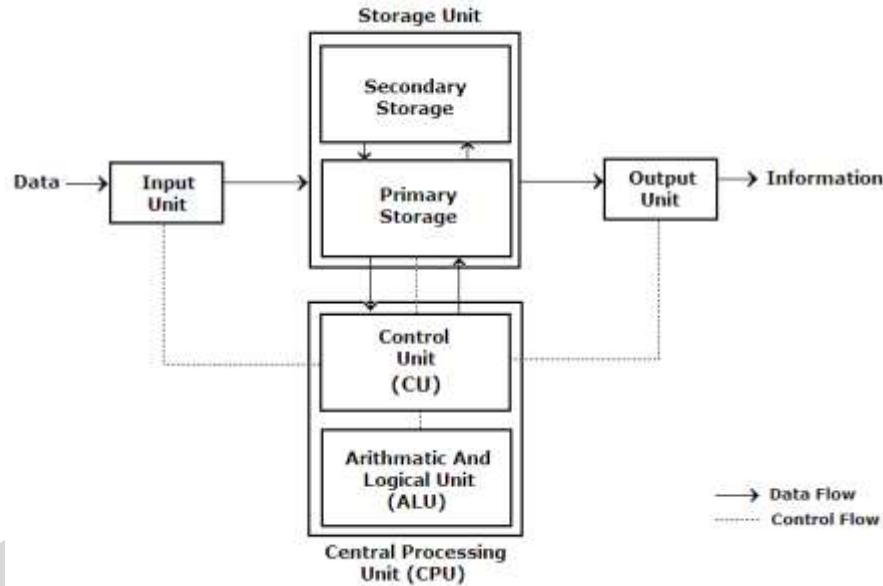 Storage Unit
Secondary
Storage
Data
Input
Unit
Primary
Storage
Output
Unit
Information
Control
Unit
(CU)
Arithmatic And
Logical Unit
(ALU)
Data Flow
Control Flow
Central Processing
Unit (CPU)